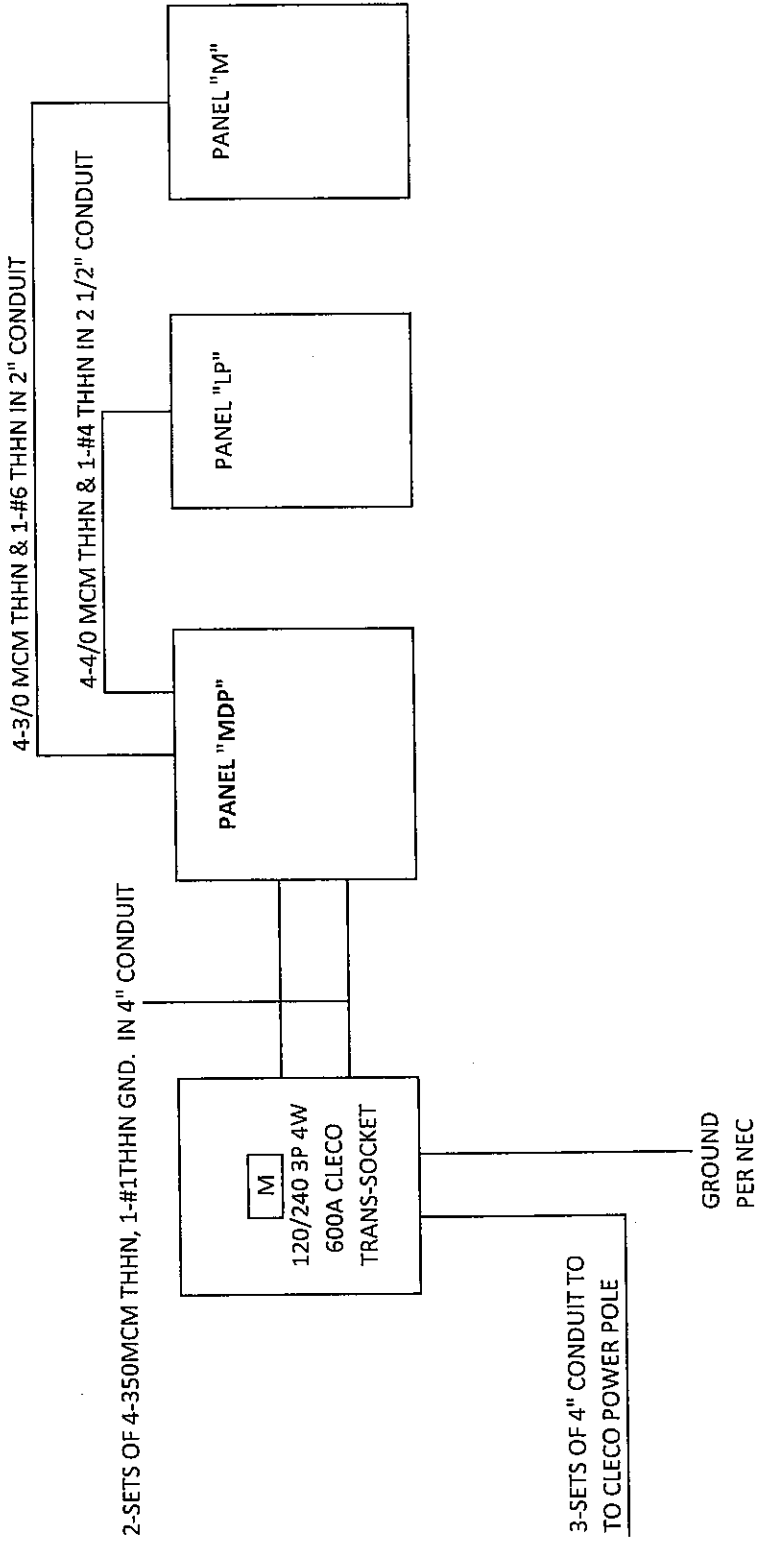 4-3/0 MCM THHN & 1-#6 THHN IN 2" CONDUIT
4-4/0 MCM THHN & 1-#4 THHN IN 2 1/2" CONDUIT
2-SETS OF 4-350MCM THHN, 1-#1THHN GND. IN 4" CONDUIT
M
120/240 3P 4W
600A CLECO
TRANS-SOCKET
PANEL "MDP"
PANEL "LP"
PANEL "M"
3-SETS OF 4" CONDUIT TO
TO CLECO POWER POLE
GROUND
PER NEC